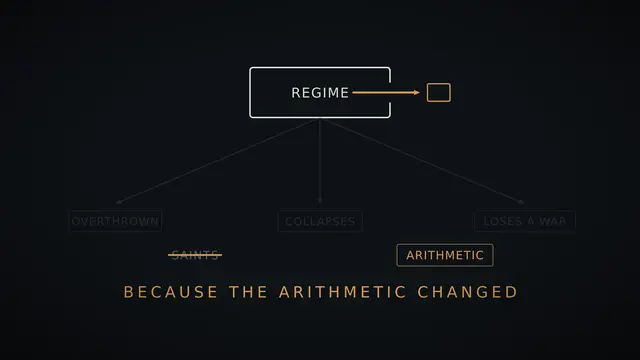 REGIME
OVERTHROWN COLLAPSES LOSES A WAR
SAINTS ARITHMETIC
BECAUSE THE ARITHMETIC CHANGED